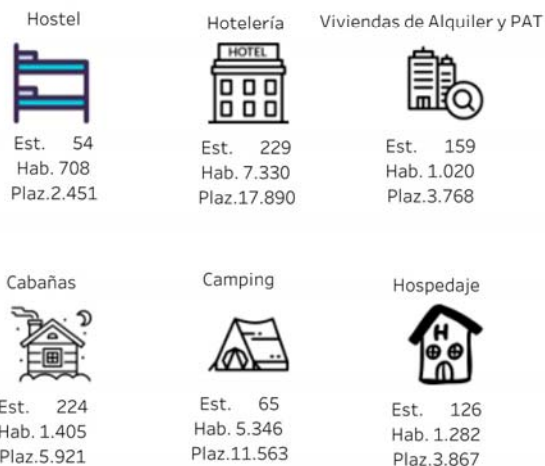 Hostel
Hotelería
Viviendas de Alquiler y PAT
HOTEL
Est. 54
Hab. 708
Plaz.2.451
Est. 229
Hab. 7.330
Plaz.17.890
Est. 159
Hab. 1.020
Plaz.3.768
Cabañas
Camping
Hospedaje
H
Est. 224
Hab. 1.405
Plaz.5.921
Est. 65
Hab. 5.346
Plaz.11.563
Est. 126
Hab. 1.282
Plaz.3.867